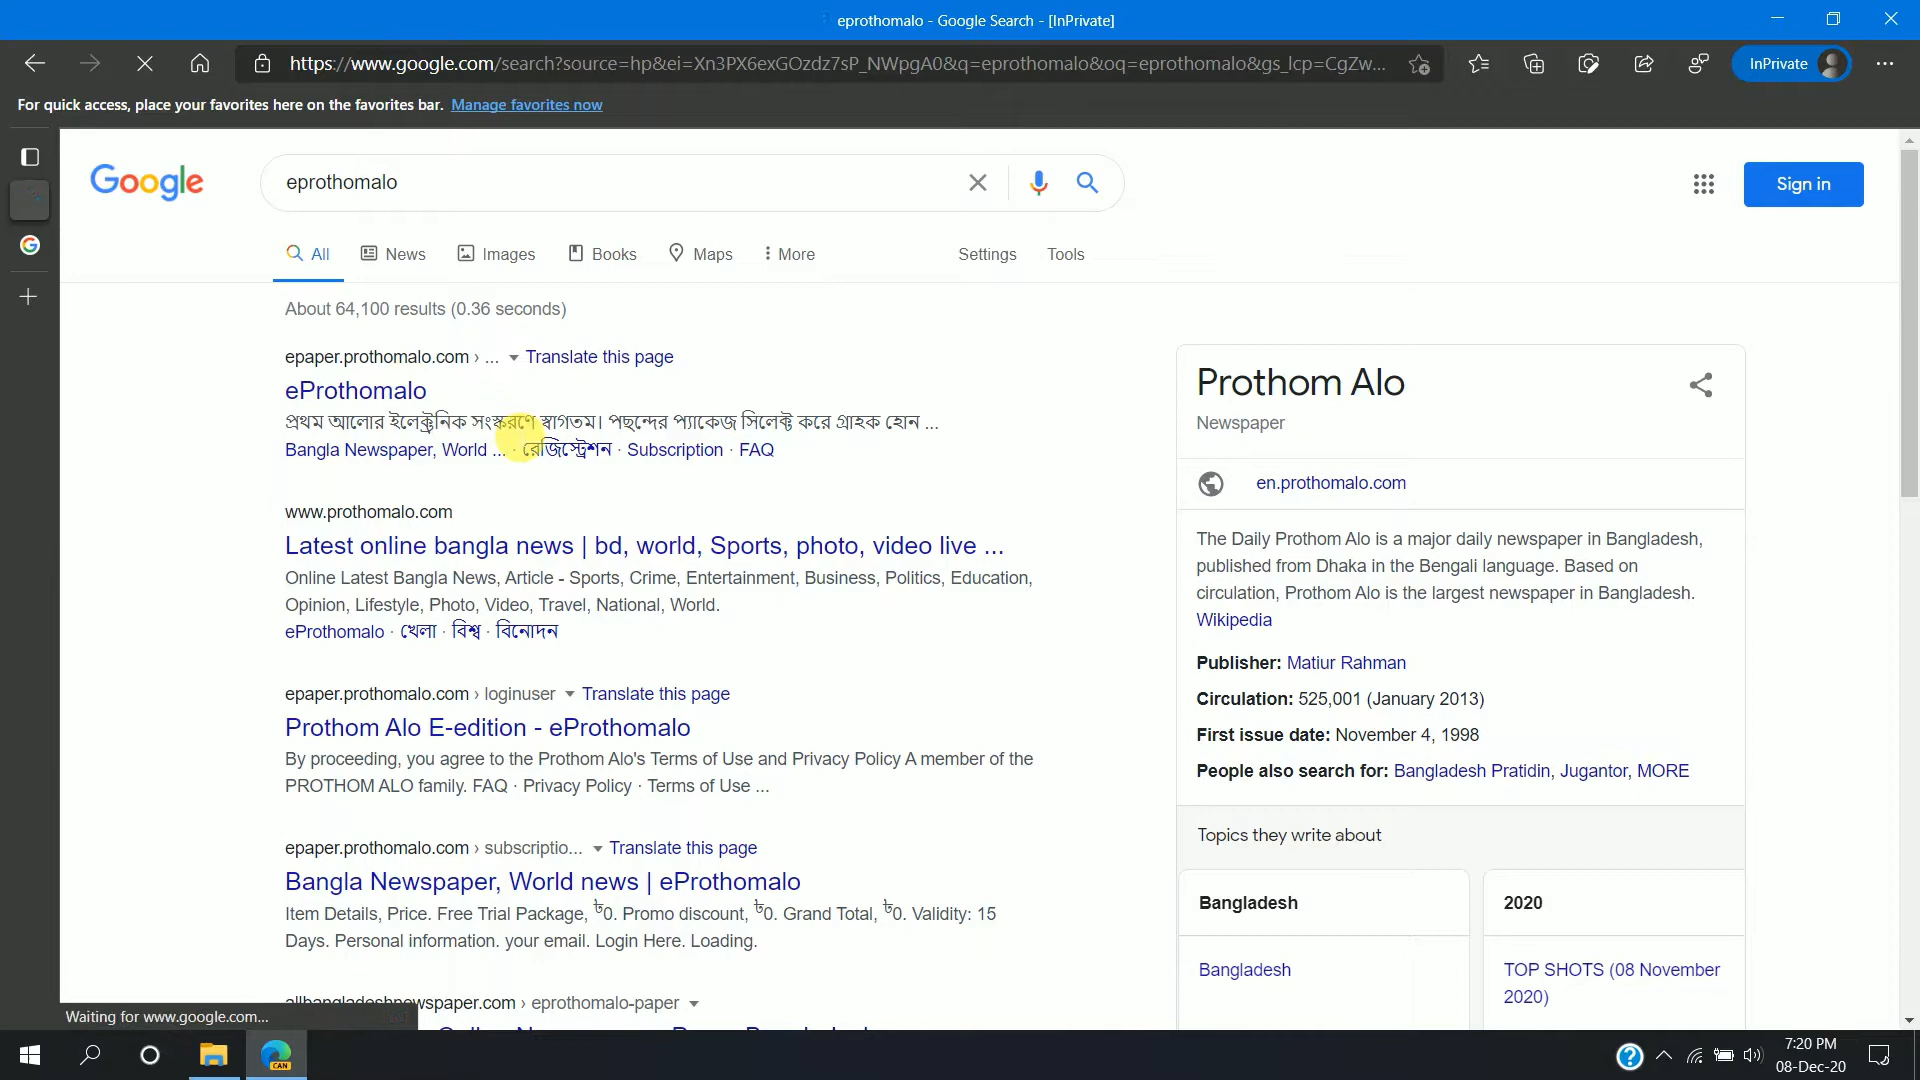 eprothomalo - Google Search - [InPrivate]
https://www.google.com/search?source=hp&ei=Xn3PX6exGOzdz7sP_NWpgA0&q=eprothomalo&oq=eprothomalo&gs_lcp=CgZw...
InPrivate
For quick access, place your favorites here on the favorites bar. Manage favorites now
Google
eprothomalo
Sign in
All News Images Books Maps More Settings Tools
About 64,100 results (0.36 seconds)
epaper.prothomalo.com › ... Translate this page
eProthomalo
প্রথম আলোর ইলেক্ট্রনিক সংস্করণে স্বাগতম। পছন্দের প্যাকেজ সিলেক্ট করে গ্রাহক হোন ...
Bangla Newspaper, World ... · রেজিস্ট্রেশন · Subscription · FAQ
www.prothomalo.com
Latest online bangla news | bd, world, Sports, photo, video live ...
Online Latest Bangla News, Article - Sports, Crime, Entertainment, Business, Politics, Education,
Opinion, Lifestyle, Photo, Video, Travel, National, World.
eProthomalo · খেলা · বিশ্ব · বিনোদন
epaper.prothomalo.com › loginuser Translate this page
Prothom Alo E-edition - eProthomalo
By proceeding, you agree to the Prothom Alo's Terms of Use and Privacy Policy A member of the
PROTHOM ALO family. FAQ · Privacy Policy · Terms of Use ...
epaper.prothomalo.com › subscriptio... Translate this page
Bangla Newspaper, World news | eProthomalo
Item Details, Price. Free Trial Package, ৳0. Promo discount, ৳0. Grand Total, ৳0. Validity: 15
Days. Personal information. your email. Login Here. Loading.
allbangladeshnewspaper.com › eprothomalo-paper
Prothom Alo
Newspaper
en.prothomalo.com
The Daily Prothom Alo is a major daily newspaper in Bangladesh,
published from Dhaka in the Bengali language. Based on
circulation, Prothom Alo is the largest newspaper in Bangladesh.
Wikipedia
Publisher: Matiur Rahman
Circulation: 525,001 (January 2013)
First issue date: November 4, 1998
People also search for: Bangladesh Pratidin, Jugantor, MORE
Topics they write about
Bangladesh
Bangladesh
2020
TOP SHOTS (08 November
2020)
Waiting for www.google.com...
CAN
7:20 PM
08-Dec-20